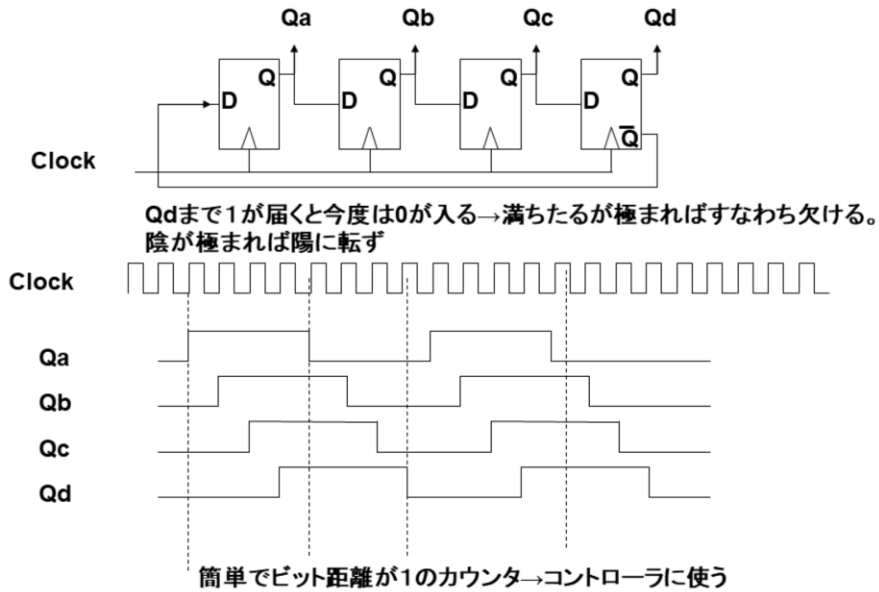 Qa Qb Qc Qd
Q Q Q Q
D D D D
Q̅
Clock
Qdまで１が届くと今度は0が入る→満ちたるが極まればすなわち欠ける。
陰が極まれば陽に転ず
Clock
Qa
Qb
Qc
Qd
簡単でビット距離が１のカウンタ→コントローラに使う